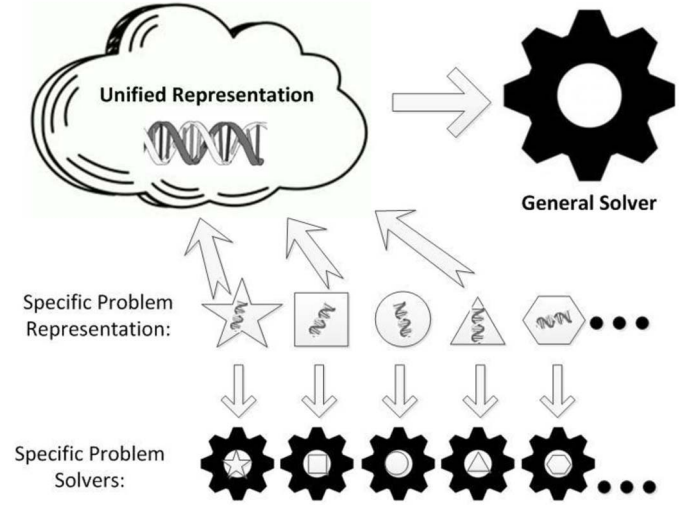 Unified Representation
General Solver
Specific Problem
Representation:
Specific Problem
Solvers: